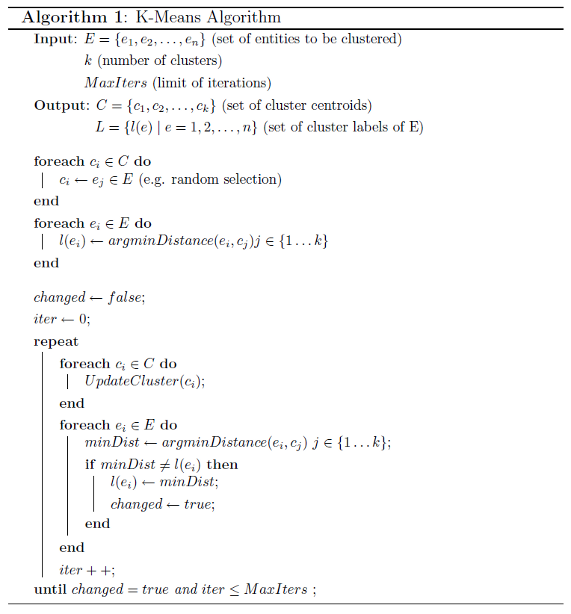 Algorithm 1: K-Means Algorithm
Input: E = {e₁, e₂, . . . , eₙ} (set of entities to be clustered)
k (number of clusters)
MaxIters (limit of iterations)
Output: C = {c₁, c₂, . . . , cₖ} (set of cluster centroids)
L = {l(e) | e = 1, 2, . . . , n} (set of cluster labels of E)
foreach cᵢ ∈ C do
cᵢ ← eⱼ ∈ E (e.g. random selection)
end
foreach eᵢ ∈ E do
l(eᵢ) ← argminDistance(eᵢ, cⱼ)j ∈ {1 . . . k}
end
changed ← false;
iter ← 0;
repeat
foreach cᵢ ∈ C do
UpdateCluster(cᵢ);
end
foreach eᵢ ∈ E do
minDist ← argminDistance(eᵢ, cⱼ) j ∈ {1 . . . k};
if minDist ≠ l(eᵢ) then
l(eᵢ) ← minDist;
changed ← true;
end
end
iter + +;
until changed = true and iter ≤ MaxIters ;